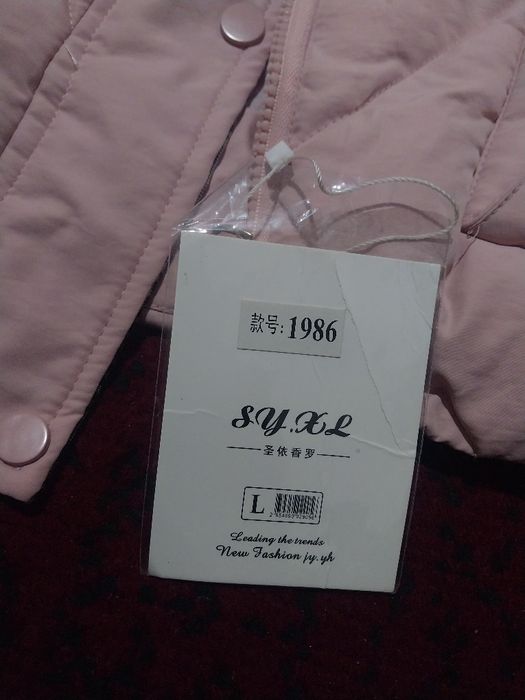 款号: 1986
SY.XL
圣依香罗
L
Leading the trends
New Fashion jy.yh